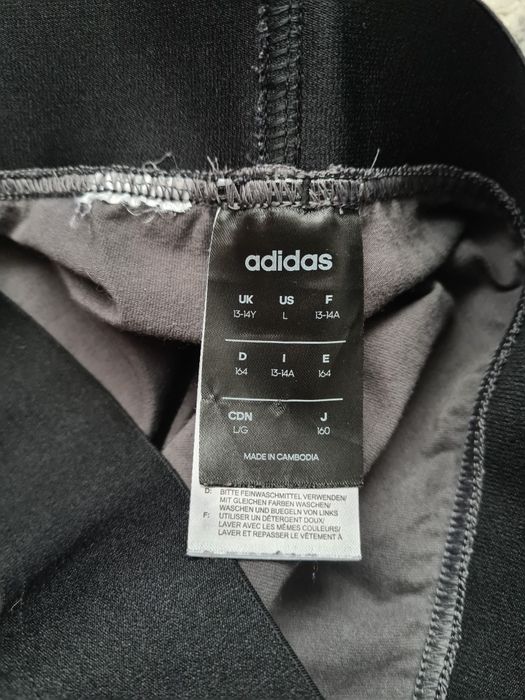 adidas
UK US F
13-14Y L 13-14A
D I E
164 13-14A 164
CDN J
L/G 160
MADE IN CAMBODIA
D: BITTE FEINWASCHMITTEL VERWENDEN/
MIT GLEICHEN FARBEN WASCHEN/
WASCHEN UND BUEGELN VON LINKS
F: UTILISER UN DÉTERGENT DOUX/
LAVER AVEC LES MÊMES COULEURS/
LAVER ET REPASSER LE VÊTEMENT À